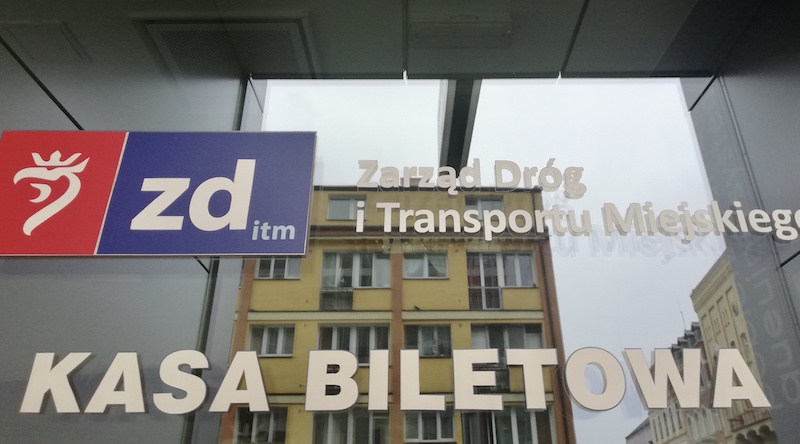 zd
itm
Zarząd Dróg
i Transportu Miejskiego
KASA BILETOWA